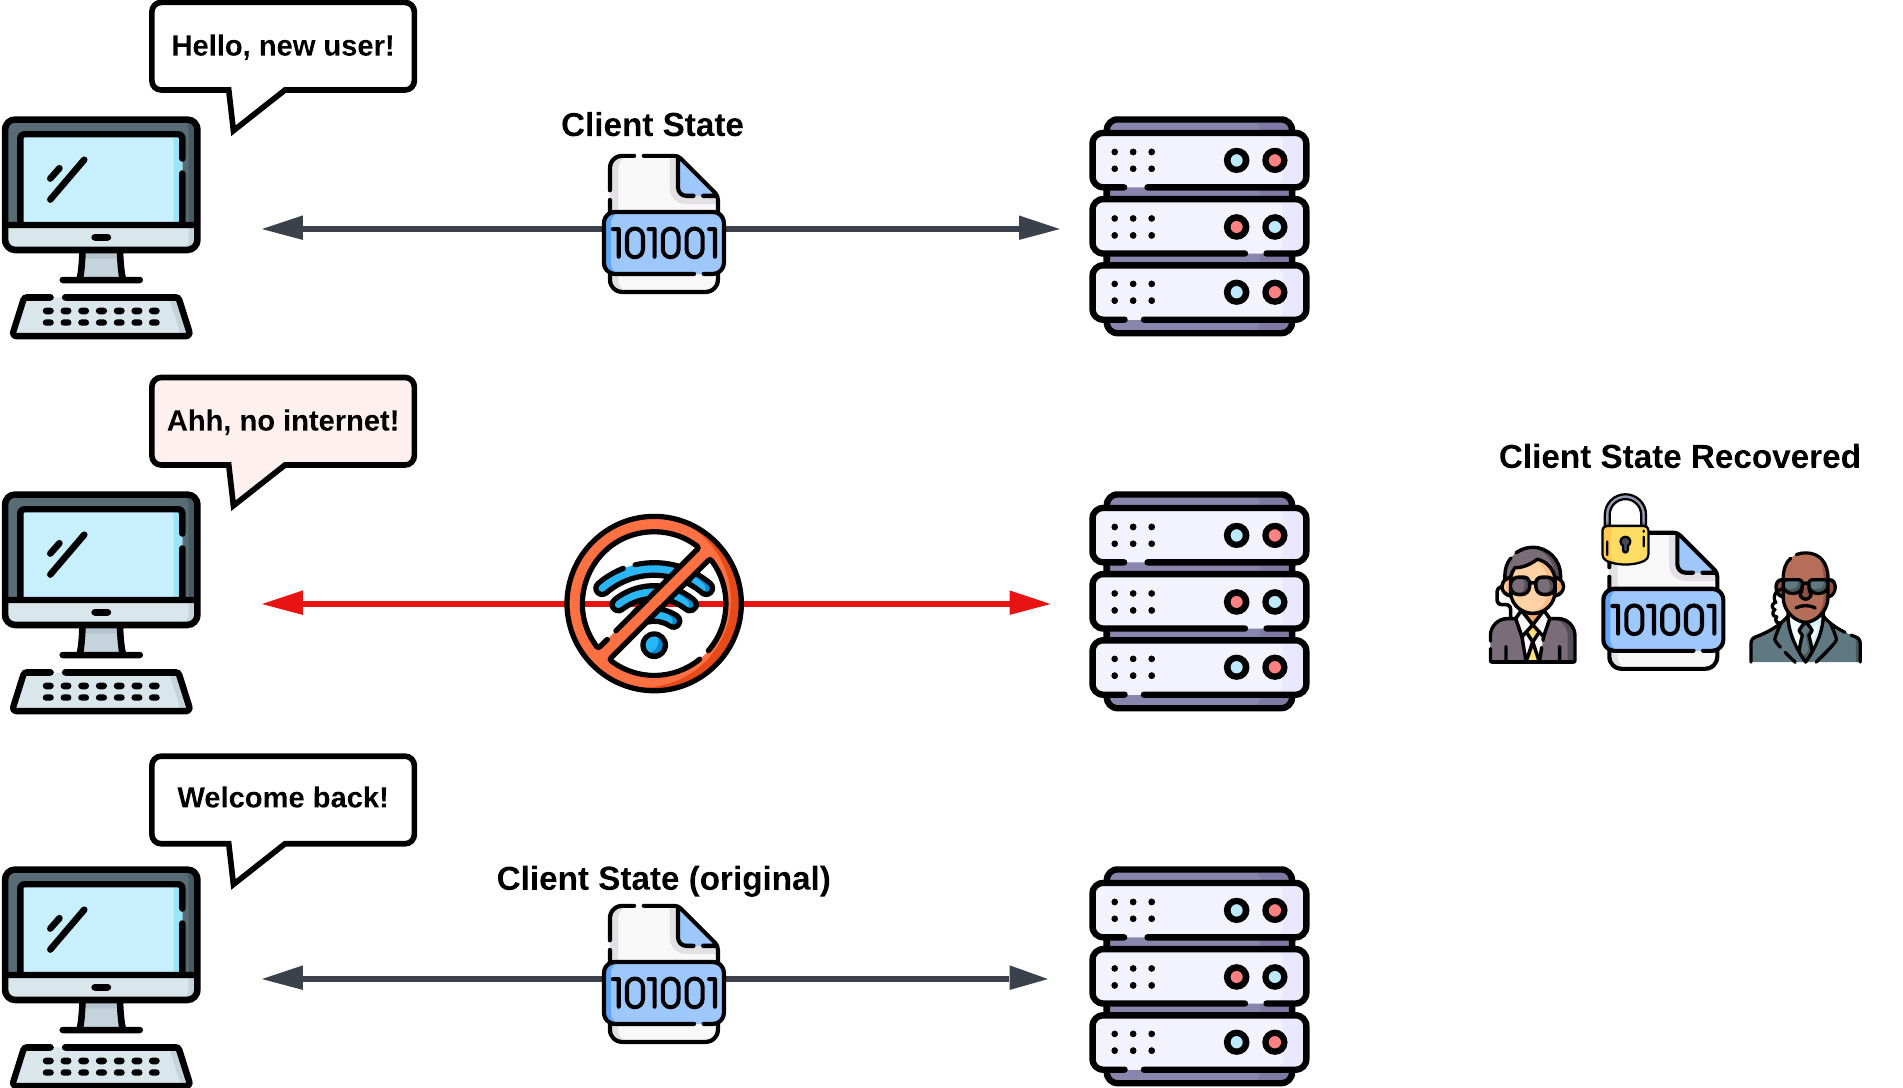 Hello, new user!
Client State
101001
Ahh, no internet!
Client State Recovered
101001
Welcome back!
Client State (original)
101001